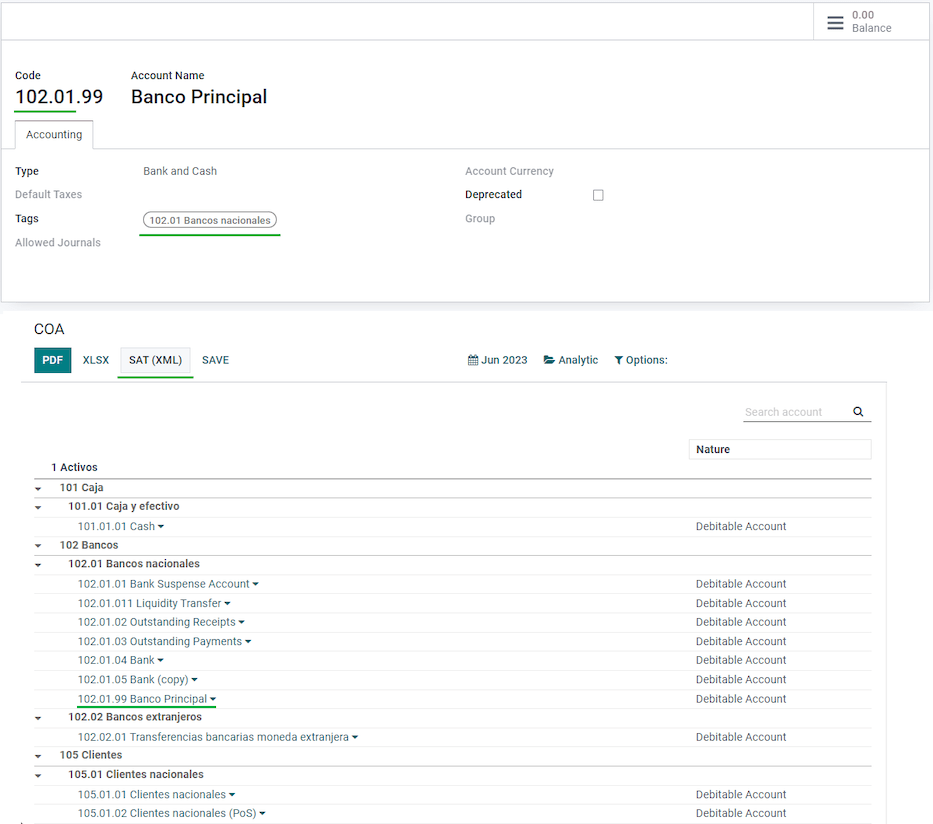 0.00
Balance
Code Account Name
102.01.99 Banco Principal
Accounting
Type Bank and Cash Account Currency
Default Taxes Deprecated
Tags 102.01 Bancos nacionales Group
Allowed Journals
COA
PDF XLSX SAT (XML) SAVE Jun 2023 Analytic Options:
Search account
Nature
1 Activos
101 Caja
101.01 Caja y efectivo
101.01.01 Cash Debitable Account
102 Bancos
102.01 Bancos nacionales
102.01.01 Bank Suspense Account Debitable Account
102.01.011 Liquidity Transfer Debitable Account
102.01.02 Outstanding Receipts Debitable Account
102.01.03 Outstanding Payments Debitable Account
102.01.04 Bank Debitable Account
102.01.05 Bank (copy) Debitable Account
102.01.99 Banco Principal Debitable Account
102.02 Bancos extranjeros
102.02.01 Transferencias bancarias moneda extranjera Debitable Account
105 Clientes
105.01 Clientes nacionales
105.01.01 Clientes nacionales Debitable Account
105.01.02 Clientes nacionales (PoS) Debitable Account